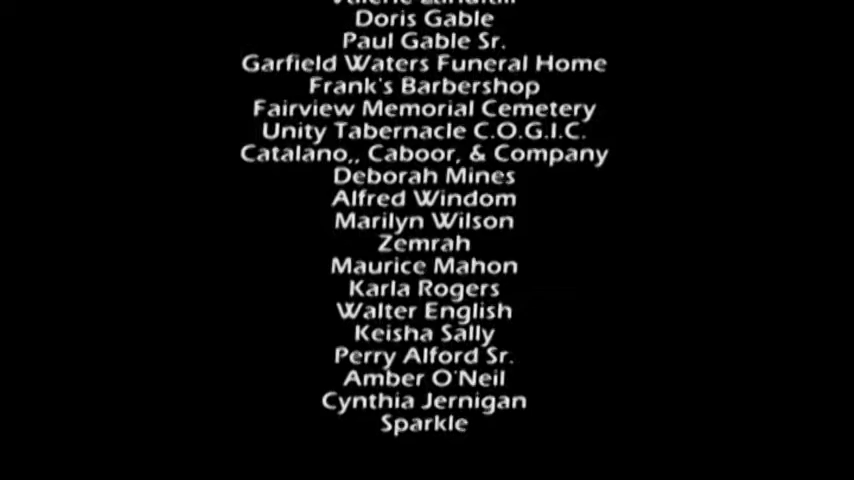 Doris Gable
Paul Gable Sr.
Garfield Waters Funeral Home
Frank's Barbershop
Fairview Memorial Cemetery
Unity Tabernacle C.O.G.I.C.
Catalano,, Caboor, & Company
Deborah Mines
Alfred Windom
Marilyn Wilson
Zemrah
Maurice Mahon
Karla Rogers
Walter English
Keisha Sally
Perry Alford Sr.
Amber O'Neil
Cynthia Jernigan
Sparkle